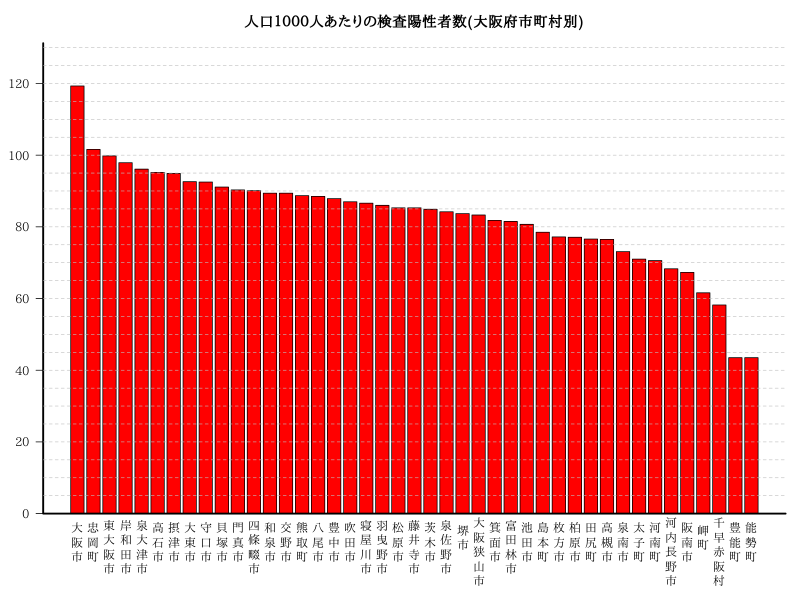 人口1000人あたりの検査陽性者数(大阪府市町村別)
120
100
80
60
40
20
0
大阪市
忠岡町
東大阪市
岸和田市
泉大津市
高石市
摂津市
大東市
守口市
貝塚市
門真市
四條畷市
和泉市
交野市
熊取町
八尾市
豊中市
吹田市
寝屋川市
羽曳野市
松原市
藤井寺市
茨木市
泉佐野市
堺市
大阪狭山市
箕面市
富田林市
池田市
島本町
枚方市
柏原市
田尻町
高槻市
泉南市
太子町
河南町
河内長野市
阪南市
岬町
千早赤阪村
豊能町
能勢町